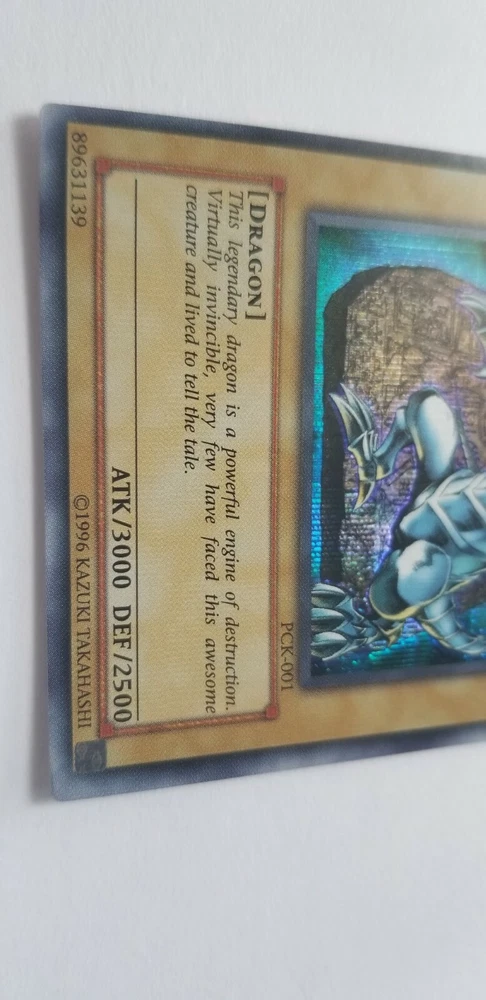 PCK-001
[DRAGON]
This legendary dragon is a powerful engine of destruction.
Virtually invincible, very few have faced this awesome
creature and lived to tell the tale.
ATK/3000 DEF/2500
89631139
©1996 KAZUKI TAKAHASHI